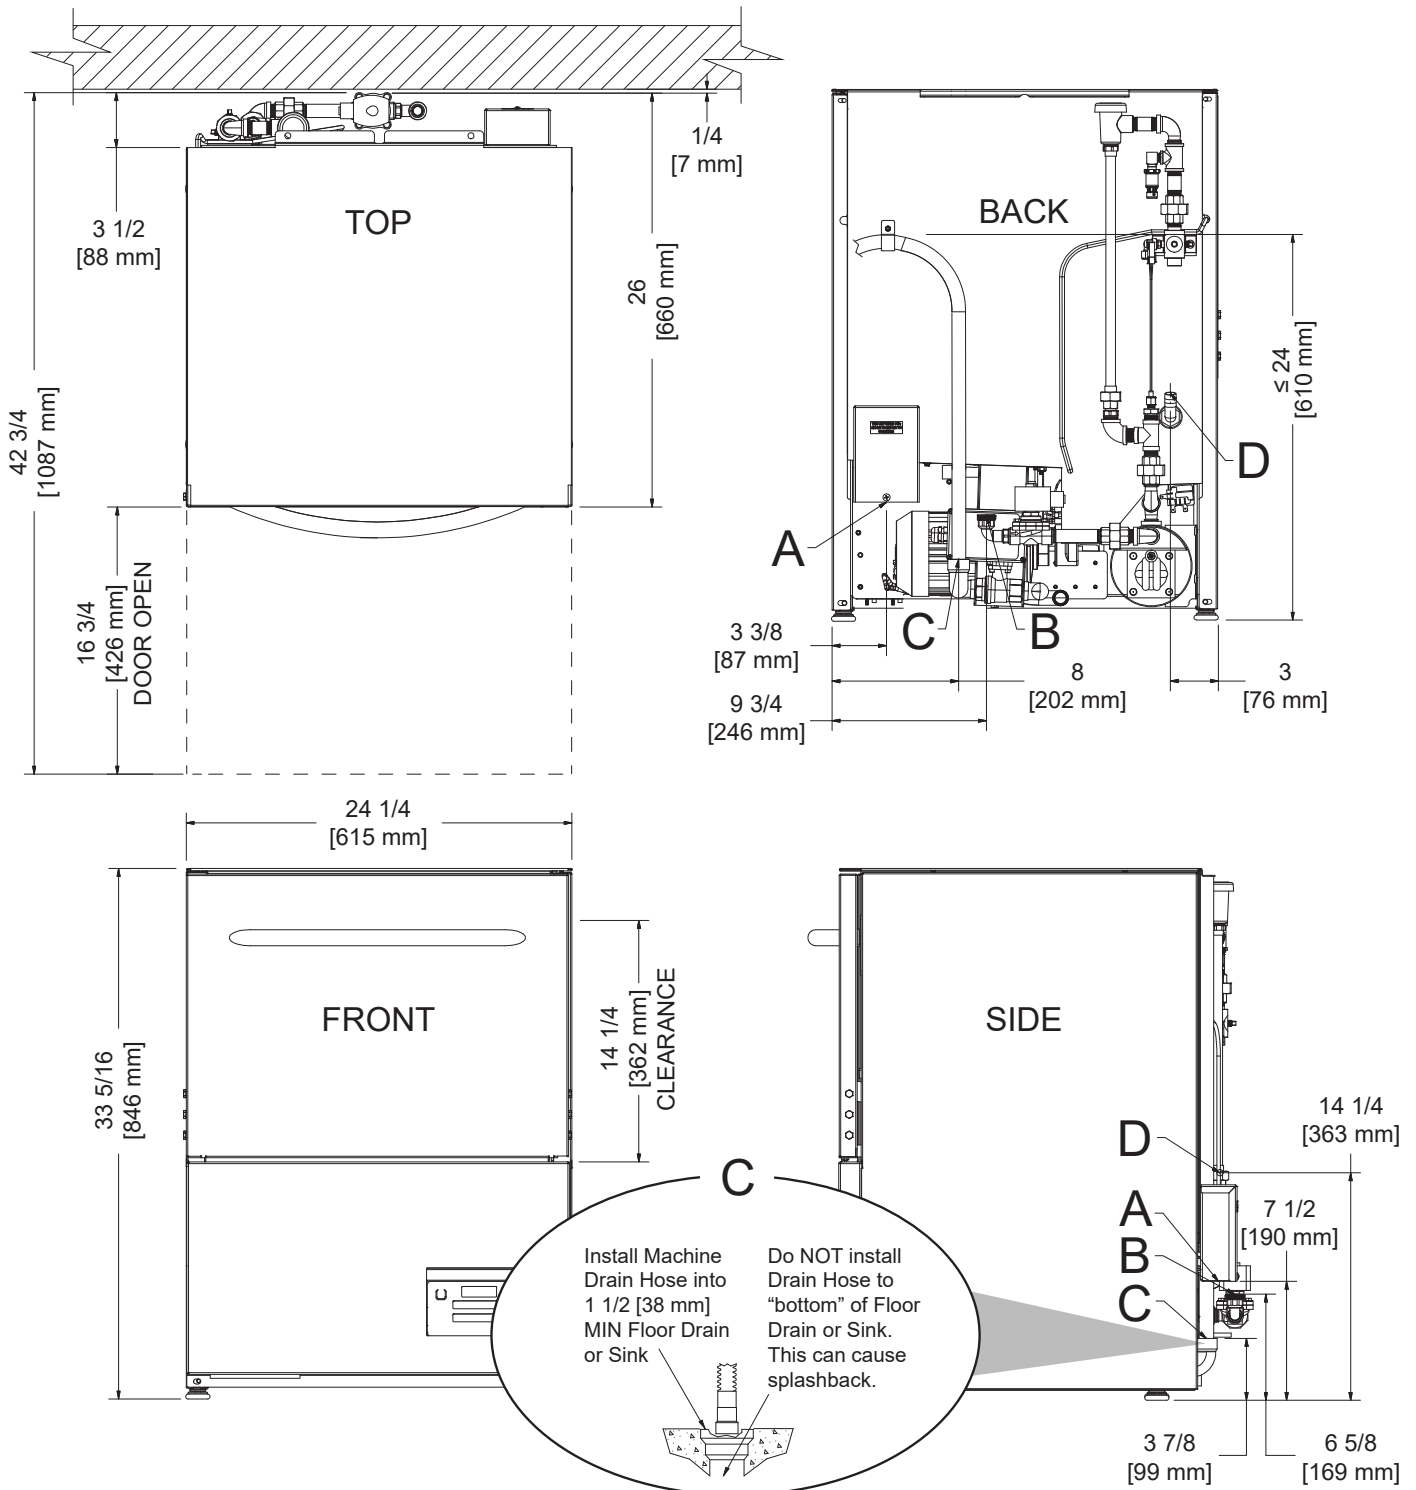 TOP
3 1/2
[88 mm]
1/4
[7 mm]
26
[660 mm]
42 3/4
[1087 mm]
16 3/4
[426 mm]
DOOR OPEN
BACK
≤ 24
[610 mm]
D
A
C
B
3 3/8
[87 mm]
8
[202 mm]
3
[76 mm]
9 3/4
[246 mm]
24 1/4
[615 mm]
FRONT
33 5/16
[846 mm]
14 1/4
[362 mm]
CLEARANCE
SIDE
D
A
B
C
14 1/4
[363 mm]
7 1/2
[190 mm]
3 7/8
[99 mm]
6 5/8
[169 mm]
C
Install Machine
Drain Hose into
1 1/2 [38 mm]
MIN Floor Drain
or Sink
Do NOT install
Drain Hose to
“bottom” of Floor
Drain or Sink.
This can cause
splashback.